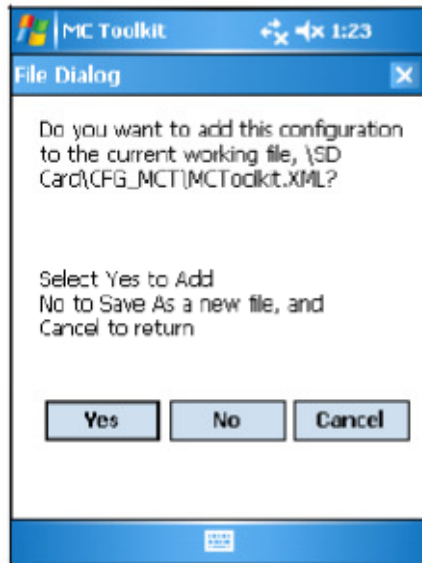 MC Toolkit 1:23
File Dialog
Do you want to add this configuration
to the current working file, \SD
Card\CFG_MCT\MCToolkit.XML?
Select Yes to Add
No to Save As a new file, and
Cancel to return
Yes No Cancel